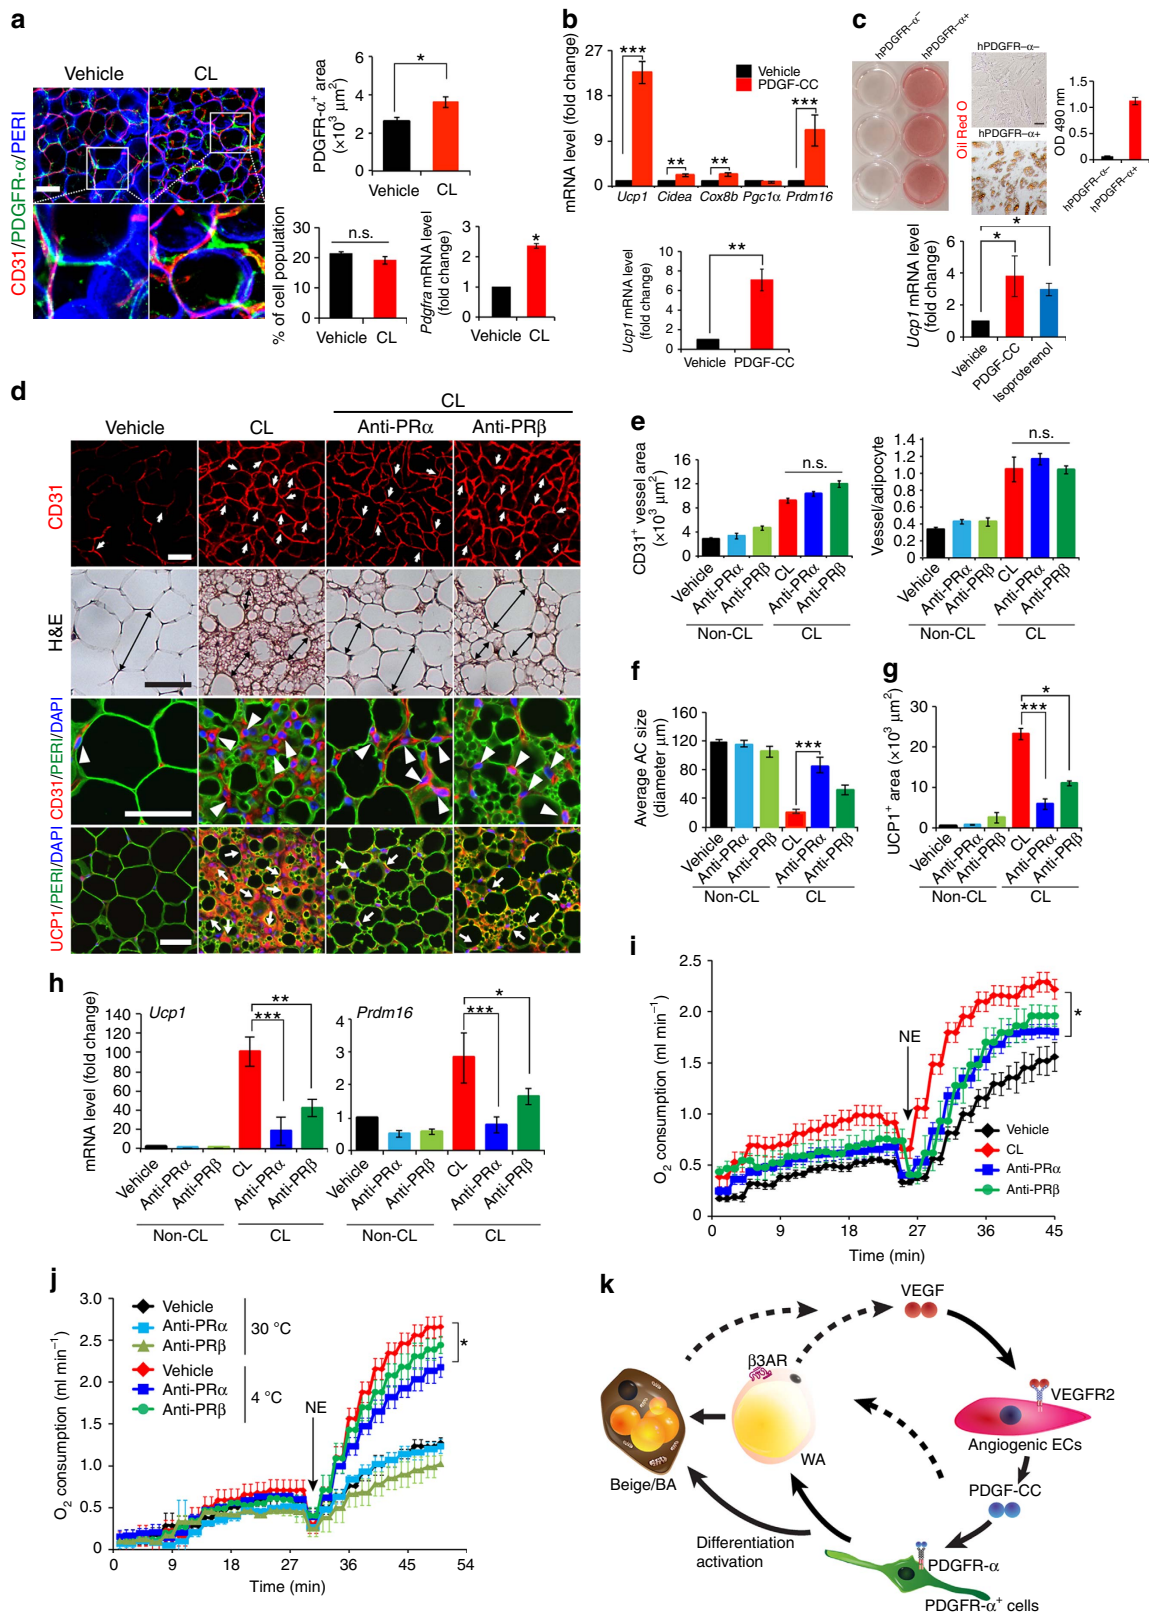 a
Vehicle
CL
CD31/PDGFR-α/PERI
PDGFR-α+ area
(×10³ µm²)
6
4
2
0
*
Vehicle
CL
% of cell population
30
20
10
0
n.s.
Vehicle CL
Pdgfra mRNA level
(fold change)
3
2
1
0
*
Vehicle CL
b
mRNA level (fold change)
27
18
9
0
***
**
**
***
Vehicle
PDGF-CC
Ucp1 Cidea Cox8b Pgc1α Prdm16
Ucp1 mRNA level
(fold change)
10
8
6
4
2
0
**
Vehicle PDGF-CC
c
hPDGFR-α−
hPDGFR-α+
Oil Red O
hPDGFR-α−
hPDGFR-α+
OD 490 nm
1.5
1.0
0.5
0
hPDGFR-α−
hPDGFR-α+
Ucp1 mRNA level
(fold change)
6
4
2
0
*
*
Vehicle
PDGF-CC
Isoproterenol
d
CL
Vehicle
CL
Anti-PRα
Anti-PRβ
CD31
H&E
CD31/PERI/DAPI
UCP1/PERI/DAPI
e
CD31+ vessel area
(×10³ µm²)
16
12
8
4
0
n.s.
Vehicle
Anti-PRα
Anti-PRβ
CL
Anti-PRα
Anti-PRβ
Non-CL
CL
Vessel/adipocyte
1.4
1.2
1.0
0.8
0.6
0.4
0.2
0
n.s.
Vehicle
Anti-PRα
Anti-PRβ
CL
Anti-PRα
Anti-PRβ
Non-CL
CL
f
Average AC size
(diameter µm)
160
120
80
40
0
***
Vehicle
Anti-PRα
Anti-PRβ
CL
Anti-PRα
Anti-PRβ
Non-CL
CL
g
UCP1+ area (×10³ µm²)
30
20
10
0
*
***
Vehicle
Anti-PRα
Anti-PRβ
CL
Anti-PRα
Anti-PRβ
Non-CL
CL
h
mRNA level (fold change)
Ucp1
140
120
100
80
60
40
20
0
**
***
Vehicle
Anti-PRα
Anti-PRβ
CL
Anti-PRα
Anti-PRβ
Non-CL
CL
Prdm16
4
3
2
1
0
*
***
Vehicle
Anti-PRα
Anti-PRβ
CL
Anti-PRα
Anti-PRβ
Non-CL
CL
i
O₂ consumption (ml min⁻¹)
2.5
2.0
1.5
1.0
0.5
0
NE
*
Vehicle
CL
Anti-PRα
Anti-PRβ
0 9 18 27 36 45
Time (min)
j
O₂ consumption (ml min⁻¹)
3.0
2.5
2.0
1.5
1.0
0.5
0
Vehicle
Anti-PRα
Anti-PRβ
30 °C
Vehicle
Anti-PRα
Anti-PRβ
4 °C
NE
*
0 9 18 27 36 45 54
Time (min)
k
VEGF
β3AR
VEGFR2
Angiogenic ECs
WA
Beige/BA
PDGF-CC
Differentiation
activation
PDGFR-α
PDGFR-α+ cells